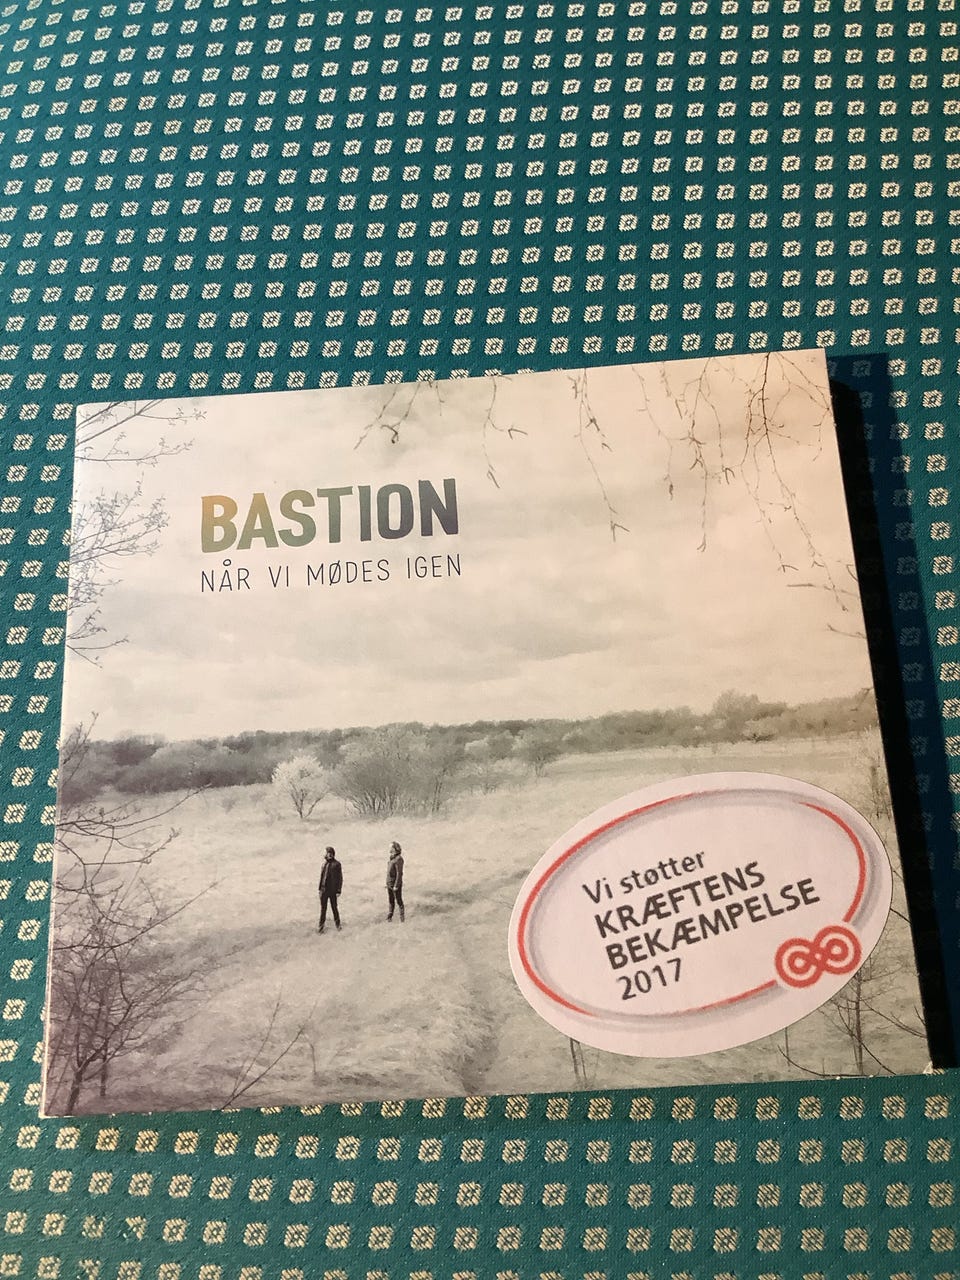 BASTION
NÅR VI MØDES IGEN
Vi støtter
KRÆFTENS
BEKÆMPELSE
2017